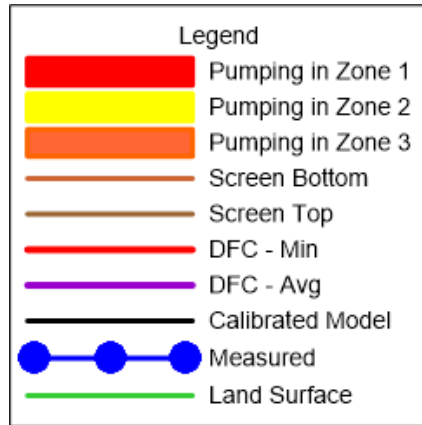 Legend
Pumping in Zone 1
Pumping in Zone 2
Pumping in Zone 3
Screen Bottom
Screen Top
DFC - Min
DFC - Avg
Calibrated Model
Measured
Land Surface